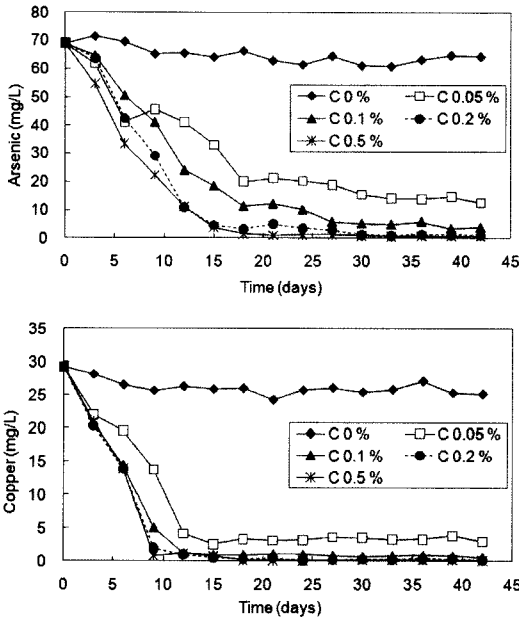 80
70
60
50
40
30
20
10
0
Arsenic (mg/L)
C 0 %
C 0.05 %
C 0.1 %
C 0.2 %
C 0.5 %
0 5 10 15 20 25 30 35 40 45
Time (days)
35
30
25
20
15
10
5
0
Copper (mg/L)
C 0 %
C 0.05 %
C 0.1 %
C 0.2 %
C 0.5 %
0 5 10 15 20 25 30 35 40 45
Time (days)